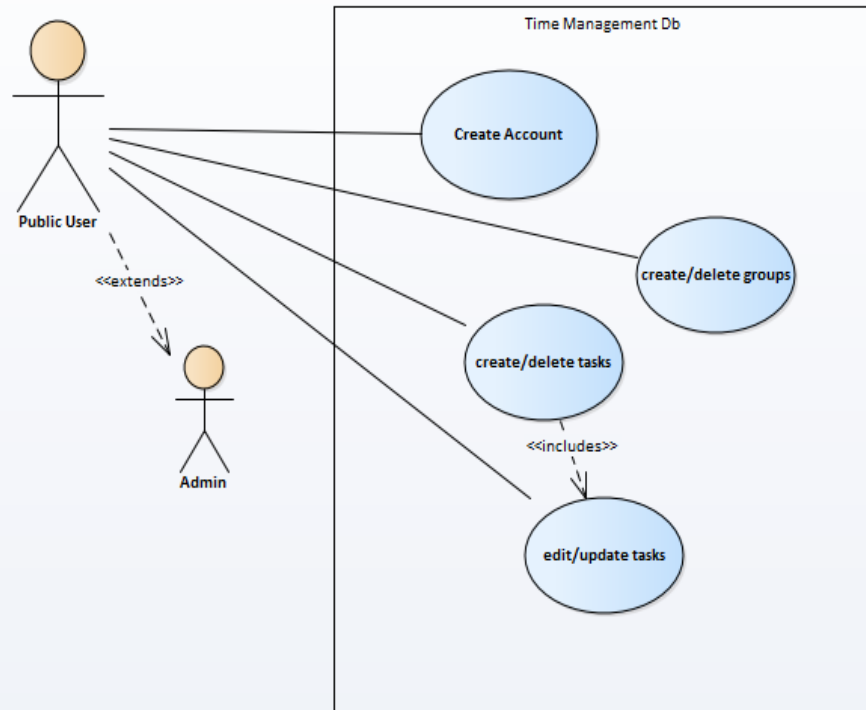 Time Management Db
Create Account
Public User
create/delete groups
<<extends>>
create/delete tasks
<<includes>>
Admin
edit/update tasks